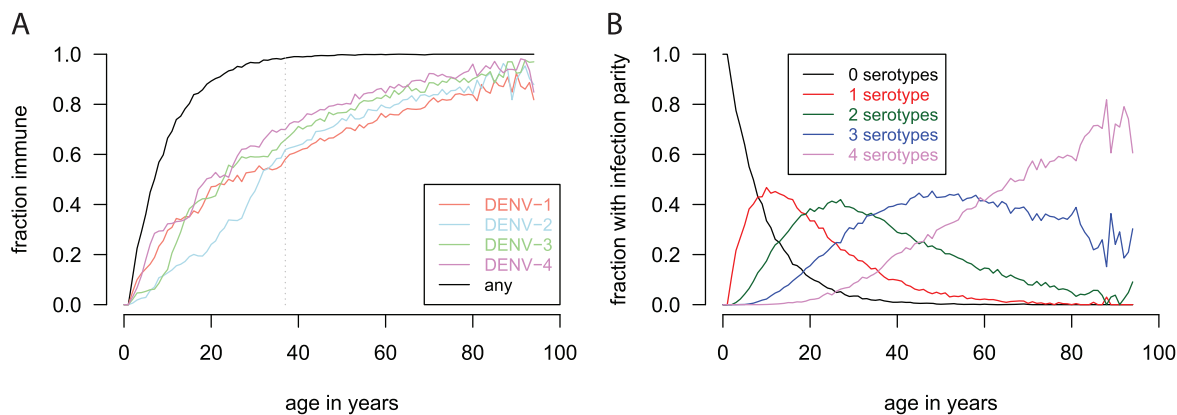 A
fraction immune
1.0
0.8
0.6
0.4
0.2
0.0
DENV−1
DENV−2
DENV−3
DENV−4
any
0 20 40 60 80 100
age in years
B
fraction with infection parity
1.0
0.8
0.6
0.4
0.2
0.0
0 serotypes
1 serotype
2 serotypes
3 serotypes
4 serotypes
0 20 40 60 80 100
age in years